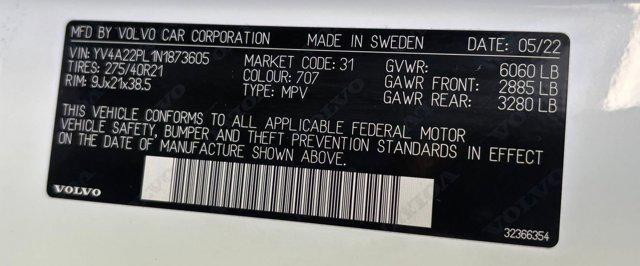 MFD BY VOLVO CAR CORPORATION MADE IN SWEDEN DATE: 05/22
VIN: YV4A22PL1N1873605 MARKET CODE: 31 GVWR: 6060 LB
TIRES: 275/40R21 COLOUR: 707 GAWR FRONT: 2885 LB
RIM: 9Jx21x38.5 TYPE: MPV GAWR REAR: 3280 LB
THIS VEHICLE CONFORMS TO ALL APPLICABLE FEDERAL MOTOR
VEHICLE SAFETY, BUMPER AND THEFT PREVENTION STANDARDS IN EFFECT
ON THE DATE OF MANUFACTURE SHOWN ABOVE.
VOLVO
32366354